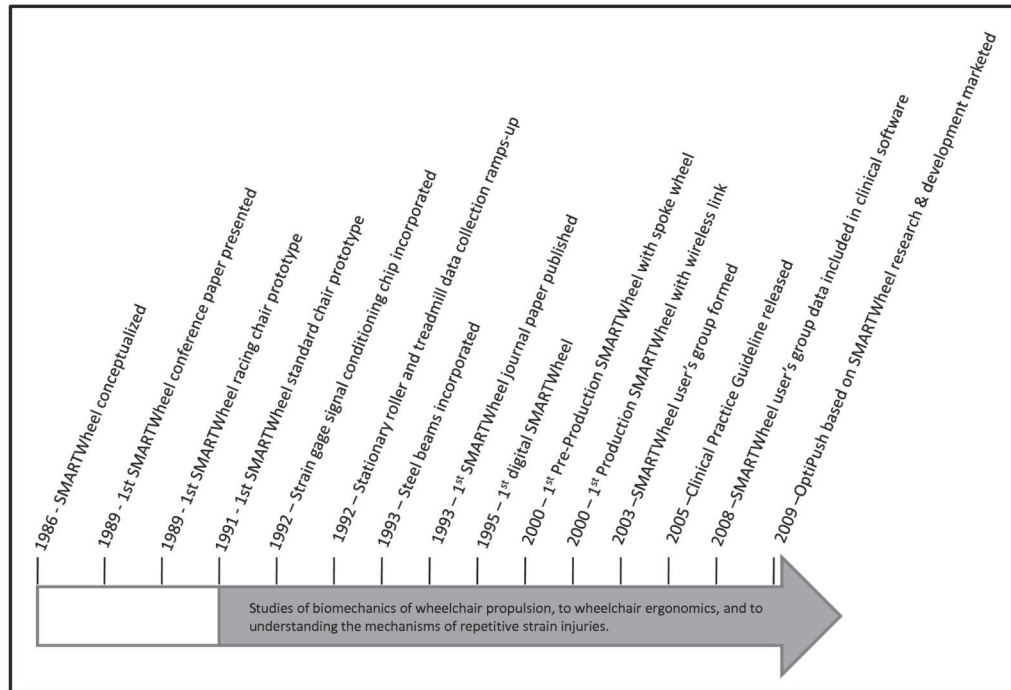 1986 - SMARTWheel conceptualized
1989 - 1st SMARTWheel conference paper presented
1989 - 1st SMARTWheel racing chair prototype
1991 - 1st SMARTWheel standard chair prototype
1992 – Strain gage signal conditioning chip incorporated
1992 – Stationary roller and treadmill data collection ramps-up
1993 – Steel beams incorporated
1993 – 1st SMARTWheel journal paper published
1995 – 1st digital SMARTWheel
2000 – 1st Pre-Production SMARTWheel with spoke wheel
2000 – 1st Production SMARTWheel with wireless link
2003 –SMARTWheel user's group formed
2005 –Clinical Practice Guideline released
2008 –SMARTWheel user's group data included in clinical software
2009 –OptiPush based on SMARTWheel research & development marketed
Studies of biomechanics of wheelchair propulsion, to wheelchair ergonomics, and to
understanding the mechanisms of repetitive strain injuries.